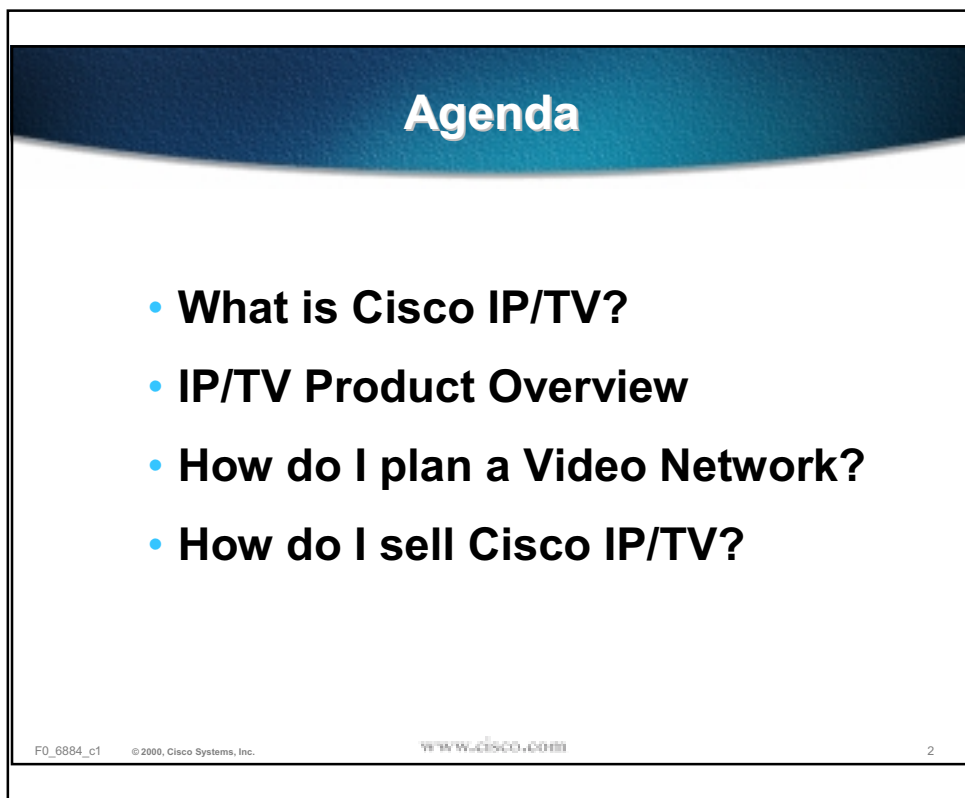 Agenda
• What is Cisco IP/TV?
• IP/TV Product Overview
• How do I plan a Video Network?
• How do I sell Cisco IP/TV?
F0_6884_c1 © 2000, Cisco Systems, Inc. www.cisco.com 2